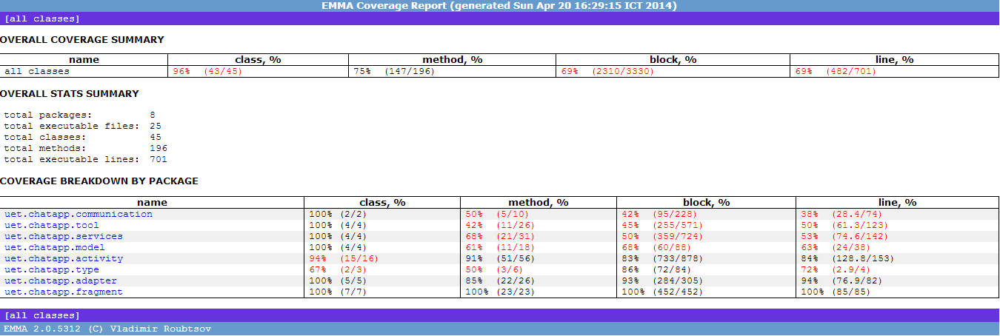 EMMA Coverage Report (generated Sun Apr 20 16:29:15 ICT 2014)
[all classes]
OVERALL COVERAGE SUMMARY
name class, % method, % block, % line, %
all classes 96% (43/45) 75% (147/196) 69% (2310/3330) 69% (482/701)
OVERALL STATS SUMMARY
total packages: 8
total executable files: 25
total classes: 45
total methods: 196
total executable lines: 701
COVERAGE BREAKDOWN BY PACKAGE
name class, % method, % block, % line, %
uet.chatapp.communication 100% (2/2) 50% (5/10) 42% (95/228) 38% (28.4/74)
uet.chatapp.tool 100% (4/4) 42% (11/26) 45% (255/571) 50% (61.3/123)
uet.chatapp.services 100% (4/4) 68% (21/31) 50% (359/724) 53% (74.6/142)
uet.chatapp.model 100% (4/4) 61% (11/18) 68% (60/88) 63% (24/38)
uet.chatapp.activity 94% (15/16) 91% (51/56) 83% (733/878) 84% (128.8/153)
uet.chatapp.type 67% (2/3) 50% (3/6) 86% (72/84) 72% (2.9/4)
uet.chatapp.adapter 100% (5/5) 85% (22/26) 93% (284/305) 94% (76.9/82)
uet.chatapp.fragment 100% (7/7) 100% (23/23) 100% (452/452) 100% (85/85)
[all classes]
EMMA 2.0.5312 (C) Vladimir Roubtsov